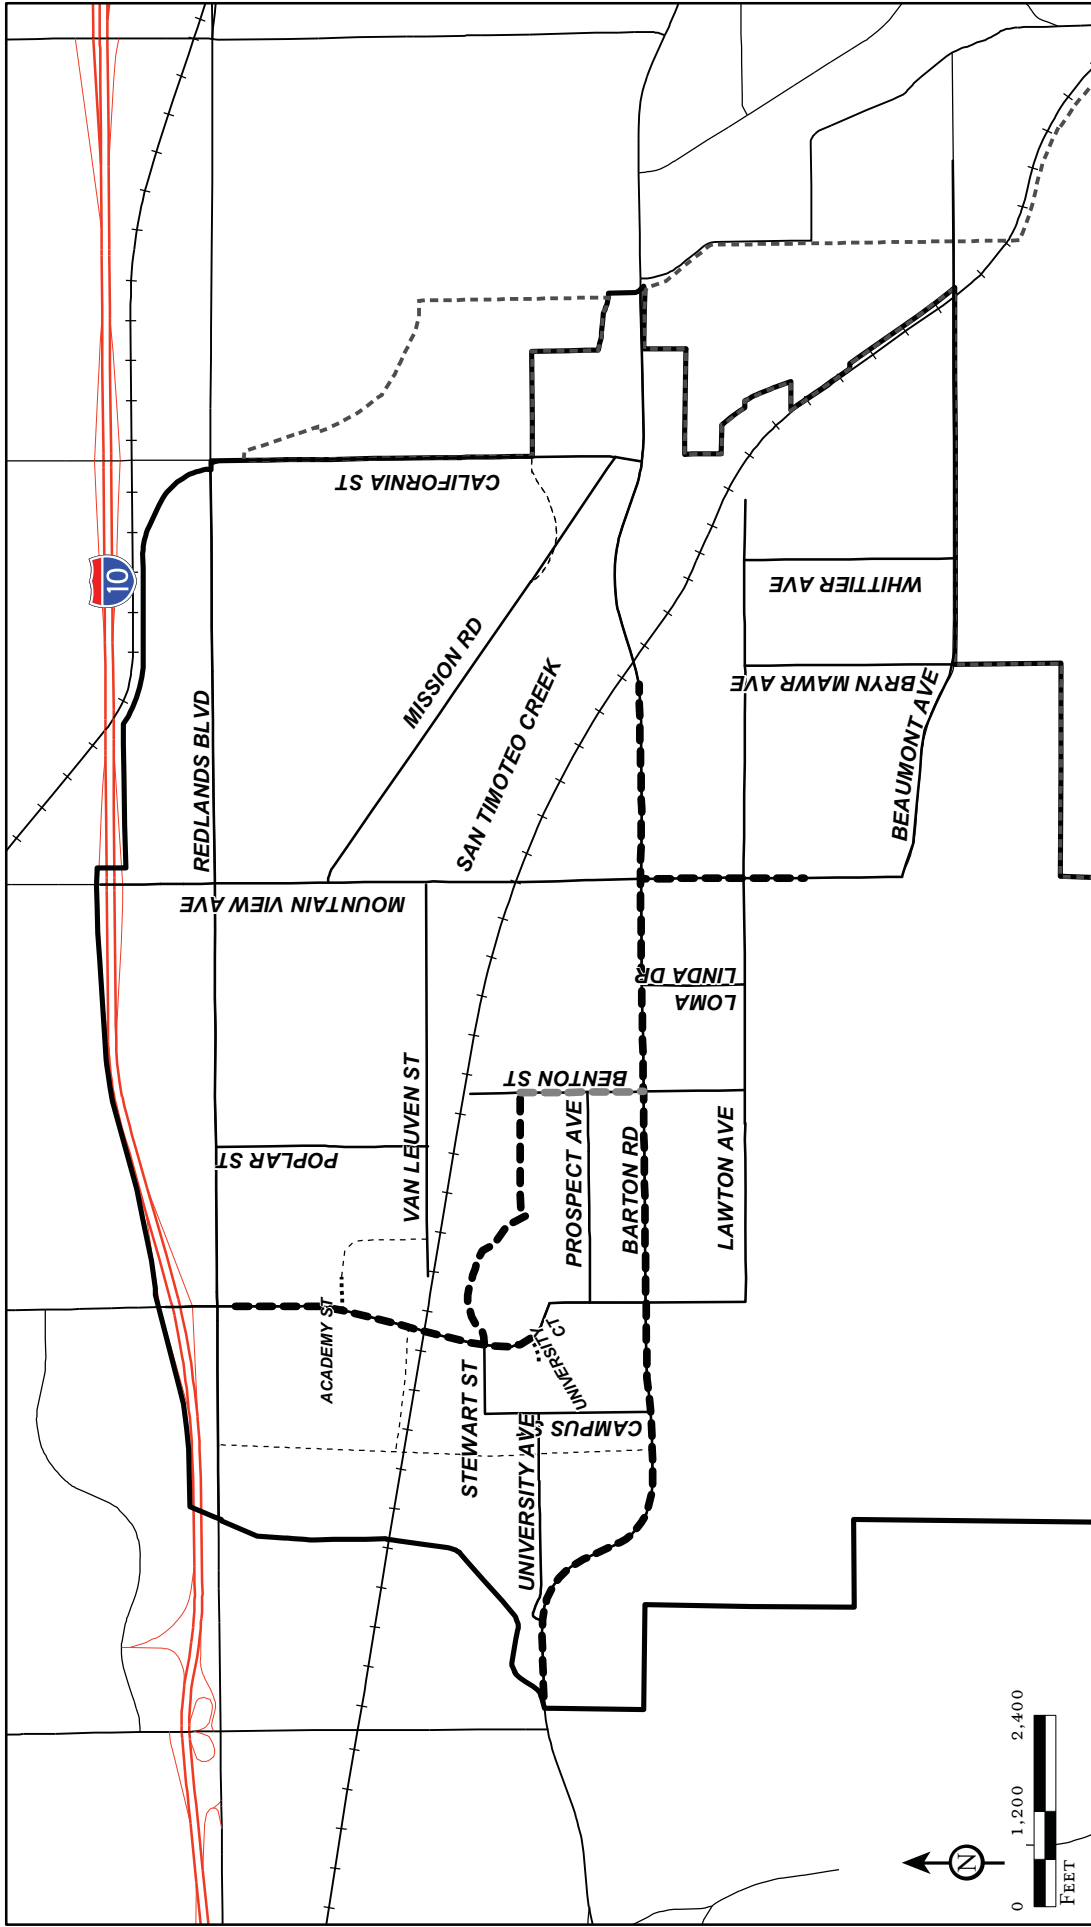 10
REDLANDS BLVD
CALIFORNIA ST
MISSION RD
SAN TIMOTEO CREEK
MOUNTAIN VIEW AVE
WHITTIER AVE
BRYN MAWR AVE
BEAUMONT AVE
LOMA
LINDA DR
BENTON ST
VAN LEUVEN ST
POPLAR ST
PROSPECT AVE
BARTON RD
LAWTON AVE
ACADEMY ST
STEWART ST
UNIVERSITY
CT
UNIVERSITY AVE
CAMPUS S
N
0 1,200 2,400
FEET